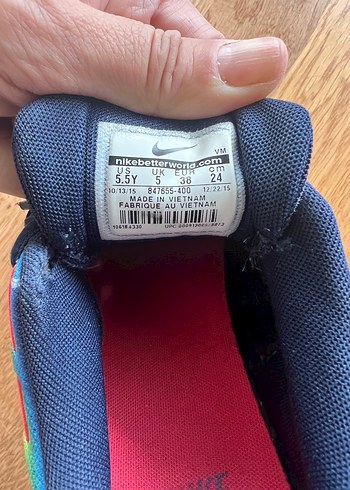 VM
nikebetterworld.com
US UK EUR cm
5.5Y 5 38 24
10/13/15 847655-400 12/22/15
MADE IN VIETNAM
FABRIQUE AU VIETNAM